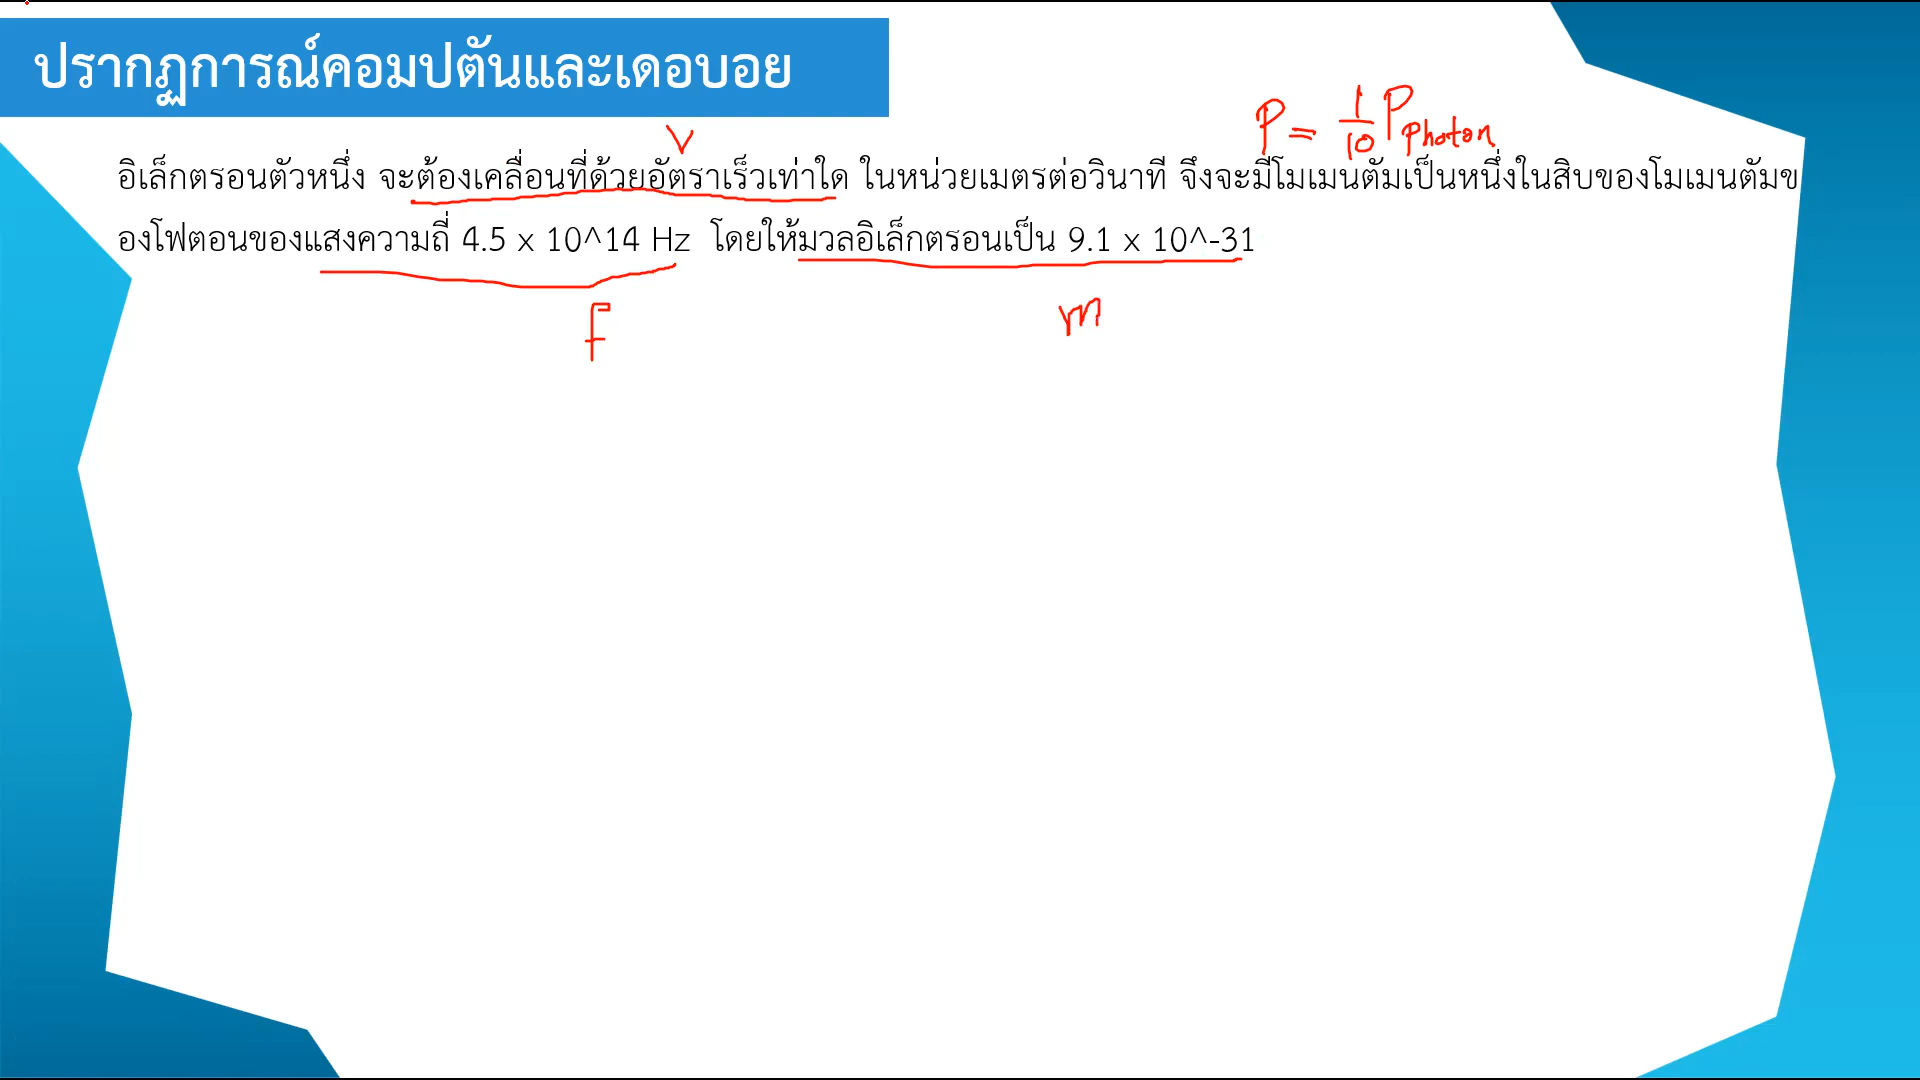 ปรากฏการณ์คอมปตันและเดอบอย
P = 1/10 P Photon
v
อิเล็กตรอนตัวหนึ่ง จะต้องเคลื่อนที่ด้วยอัตราเร็วเท่าใด ในหน่วยเมตรต่อวินาที จึงจะมีโมเมนตัมเป็นหนึ่งในสิบของโมเมนตัมข
องโฟตอนของแสงความถี่ 4.5 x 10^14 Hz โดยให้มวลอิเล็กตรอนเป็น 9.1 x 10^-31
f
m